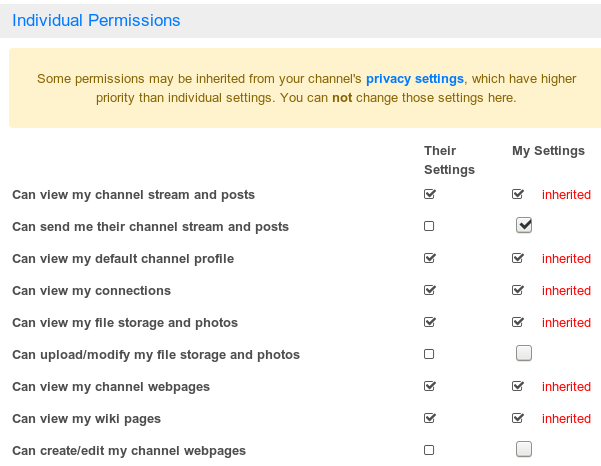 Individual Permissions
Some permissions may be inherited from your channel's privacy settings, which have higher
priority than individual settings. You can not change those settings here.
Their Settings My Settings
Can view my channel stream and posts inherited
Can send me their channel stream and posts
Can view my default channel profile inherited
Can view my connections inherited
Can view my file storage and photos inherited
Can upload/modify my file storage and photos
Can view my channel webpages inherited
Can view my wiki pages inherited
Can create/edit my channel webpages